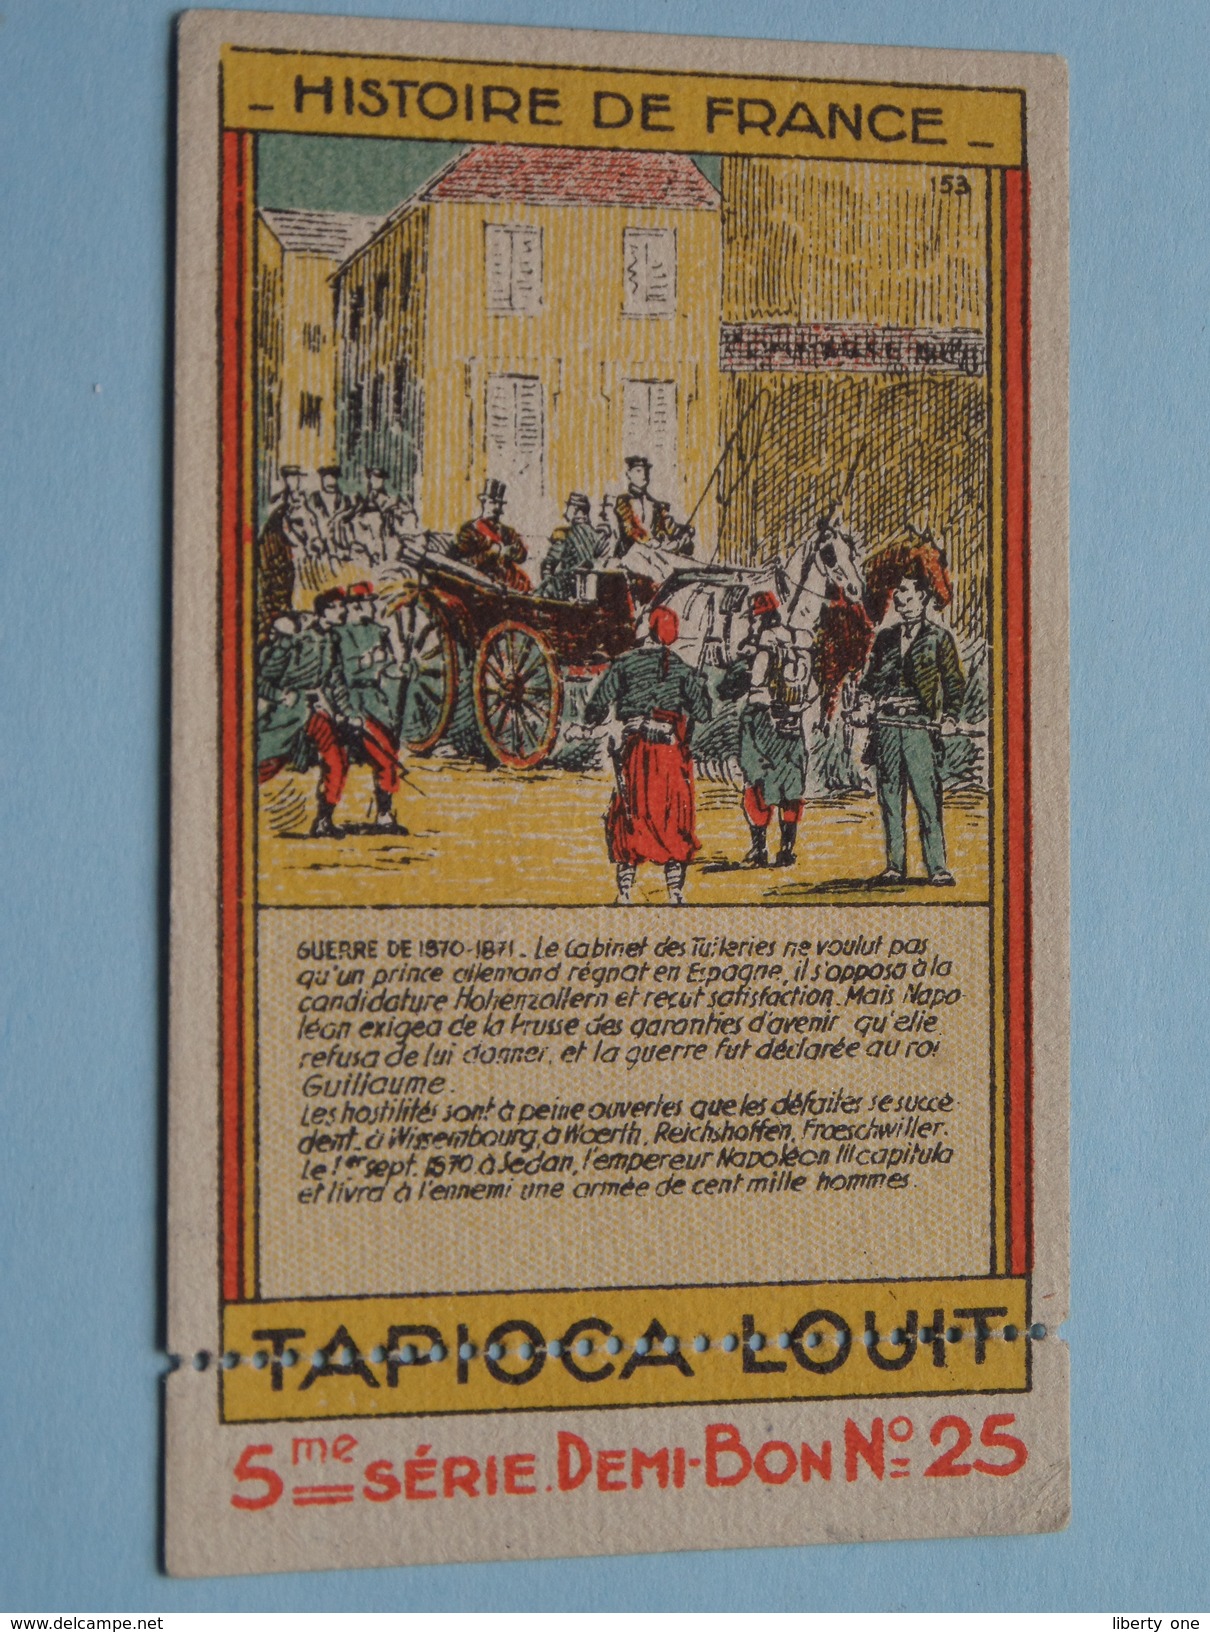 - HISTOIRE DE FRANCE -
153
GUERRE DE 1870-1871. Le Cabinet des Tuileries ne voulut pas
qu'un prince allemand régnat en Espagne, il s'opposa à la
candidature Hohenzollern et reçut satisfaction. Mais Napo-
léon exigea de la Prusse des garanties d'avenir qu'elle
refusa de lui donner, et la guerre fut déclarée au roi
Guillaume.
Les hostilités sont à peine ouvertes que les défaites se succè-
dent. à Wissembourg, à Woerth, Reichshoffen, Frœschwiller.
Le 1er sept. 1870 à Sedan, l'empereur Napoléon III capitula
et livra à l'ennemi une armée de cent mille hommes.
TAPIOCA LOUIT
5me SÉRIE. DEMI-BON No 25
www.delcampe.net
liberty one